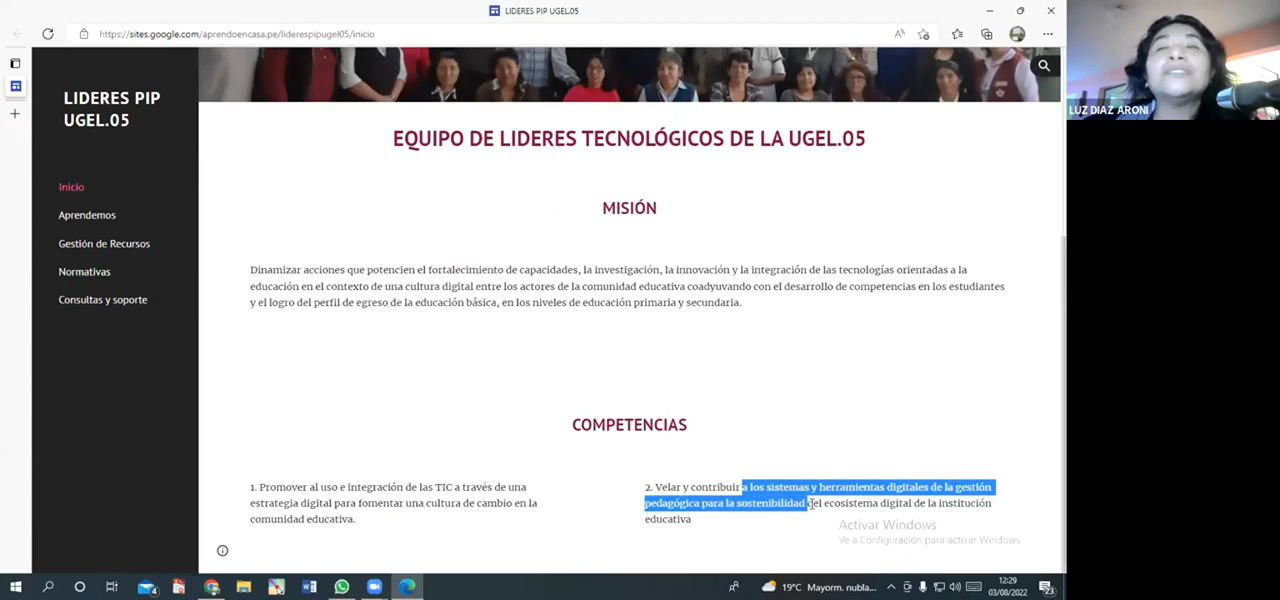 LIDERES PIP UGEL.05
https://sites.google.com/aprendoencasa.pe/liderespipugel05/inicio
LUZ DIAZ ARONI
LIDERES PIP
UGEL.05
Inicio
Aprendemos
Gestión de Recursos
Normativas
Consultas y soporte
EQUIPO DE LIDERES TECNOLÓGICOS DE LA UGEL.05
MISIÓN
Dinamizar acciones que potencien el fortalecimiento de capacidades, la investigación, la innovación y la integración de las tecnologías orientadas a la
educación en el contexto de una cultura digital entre los actores de la comunidad educativa coadyuvando con el desarrollo de competencias en los estudiantes
y el logro del perfil de egreso de la educación básica, en los niveles de educación primaria y secundaria.
COMPETENCIAS
1. Promover al uso e integración de las TIC a través de una
estrategia digital para fomentar una cultura de cambio en la
comunidad educativa.
2. Velar y contribuir a los sistemas y herramientas digitales de la gestión
pedagógica para la sostenibilidad del ecosistema digital de la institución
educativa
Activar Windows
Ve a Configuración para activar Windows.
19°C Mayorm. nubla...
12:29
03/08/2022
23